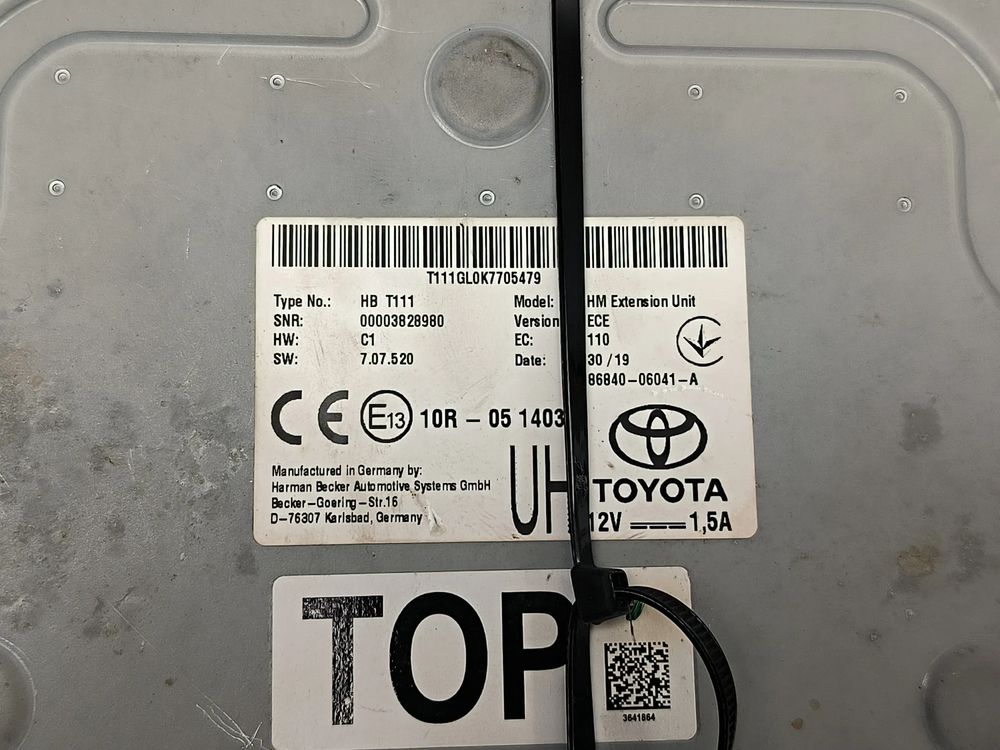 T111GL0K7705479
Type No.: HB T111 Model: HM Extension Unit
SNR: 00003828980 Version ECE
HW: C1 EC: 110
SW: 7.07.520 Date: 30/19
86840-06041-A
CE E13 10R - 05 1403
Manufactured in Germany by:
Harman Becker Automotive Systems GmbH
Becker-Goering-Str.16
D-76307 Karlsbad, Germany
UH
TOYOTA
12V 1,5A
TOP
3641864